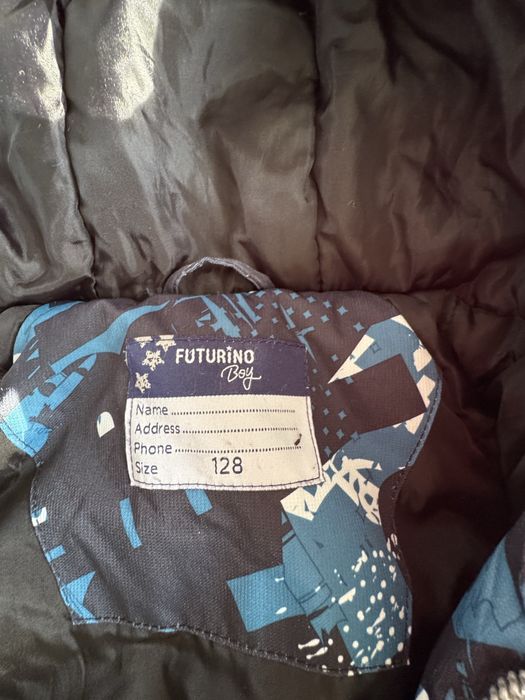 FUTURINO
Boy
Name
Address
Phone
Size 128